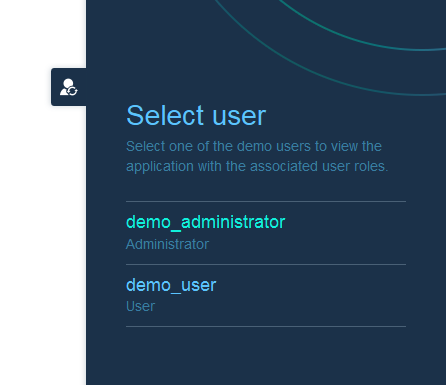 Select user
Select one of the demo users to view the
application with the associated user roles.
demo_administrator
Administrator
demo_user
User